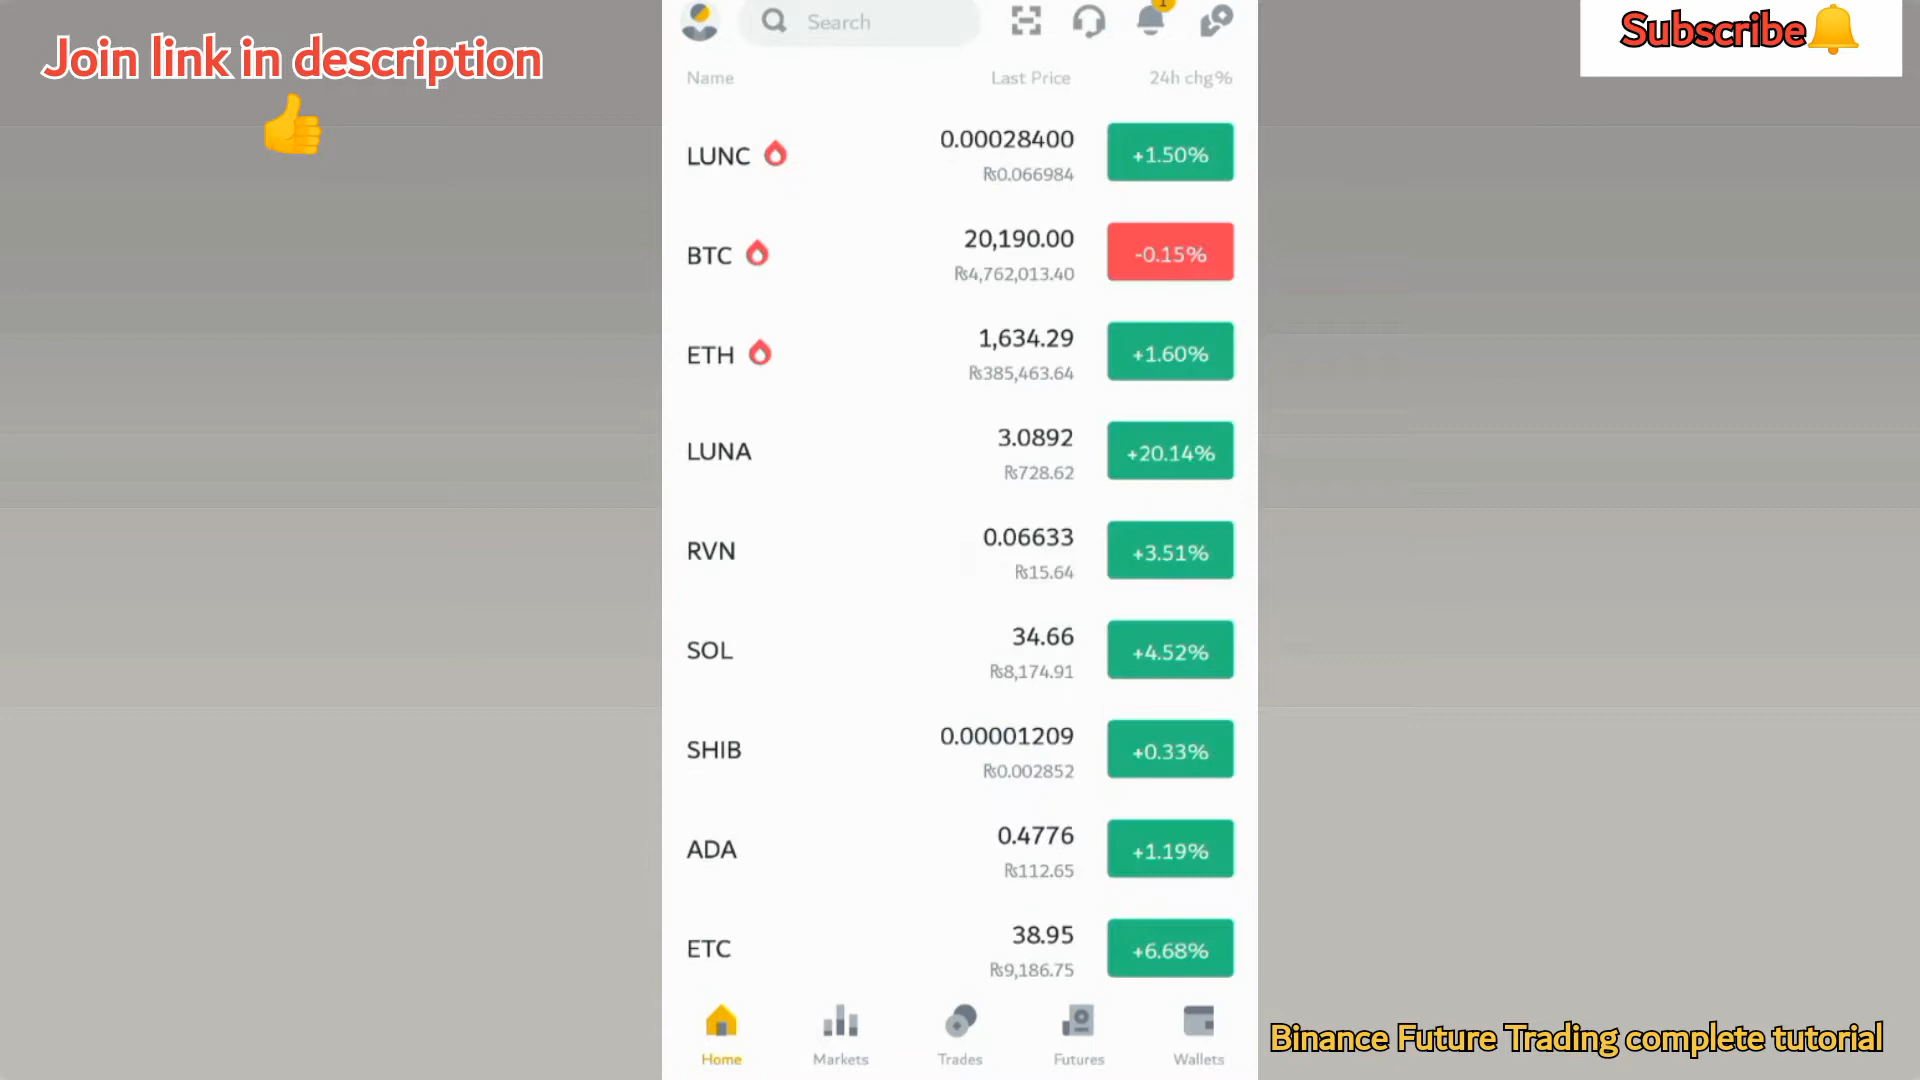 Join link in description
Subscribe
Search
1
Name Last Price 24h chg%
LUNC 0.00028400 +1.50%
₨0.066984
BTC 20,190.00 -0.15%
₨4,762,013.40
ETH 1,634.29 +1.60%
₨385,463.64
LUNA 3.0892 +20.14%
₨728.62
RVN 0.06633 +3.51%
₨15.64
SOL 34.66 +4.52%
₨8,174.91
SHIB 0.00001209 +0.33%
₨0.002852
ADA 0.4776 +1.19%
₨112.65
ETC 38.95 +6.68%
₨9,186.75
Home Markets Trades Futures Wallets
Binance Future Trading complete tutorial